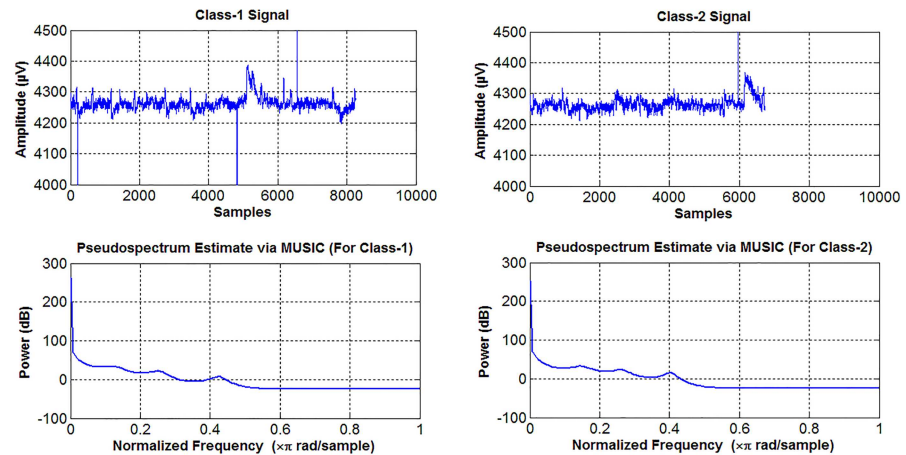 Class-1 Signal
4500
4400
4300
4200
4100
4000
Amplitude (µV)
0 2000 4000 6000 8000 10000
Samples
Class-2 Signal
4500
4400
4300
4200
4100
4000
Amplitude (µV)
0 2000 4000 6000 8000 10000
Samples
Pseudospectrum Estimate via MUSIC (For Class-1)
300
200
100
0
-100
Power (dB)
0 0.2 0.4 0.6 0.8 1
Normalized Frequency (×π rad/sample)
Pseudospectrum Estimate via MUSIC (For Class-2)
300
200
100
0
-100
Power (dB)
0 0.2 0.4 0.6 0.8 1
Normalized Frequency (×π rad/sample)